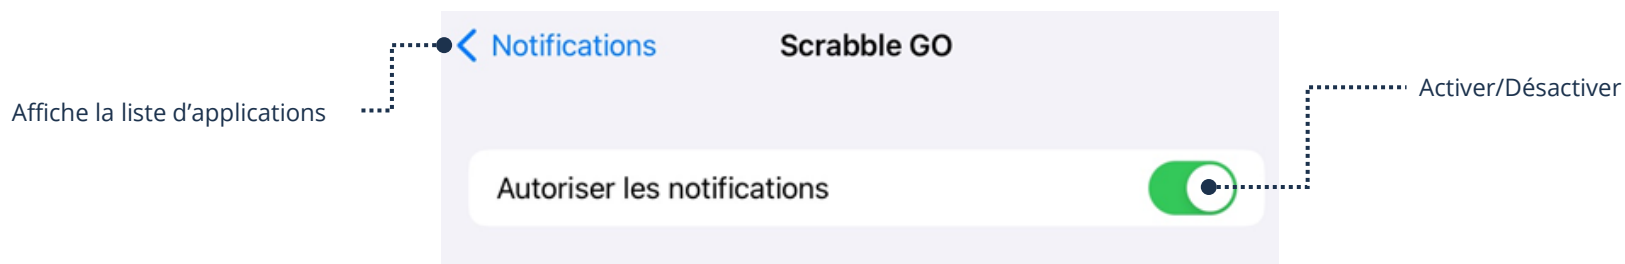 Notifications
Scrabble GO
Affiche la liste d’applications
Activer/Désactiver
Autoriser les notifications